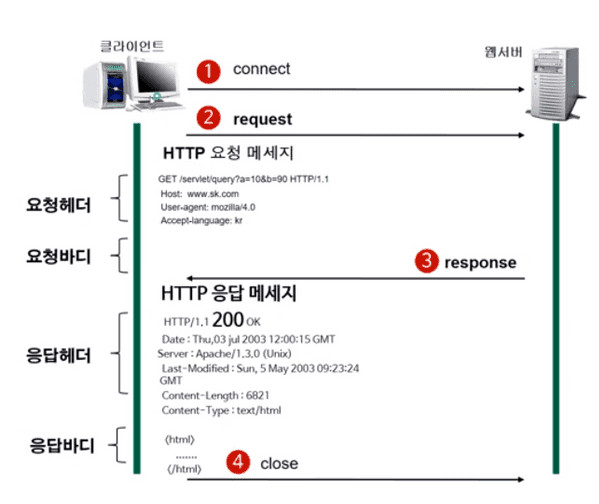 클라이언트
웹서버
1 connect
2 request
HTTP 요청 메세지
GET /servlet/query?a=10&b=90 HTTP/1.1
Host: www.sk.com
User-agent: mozilla/4.0
Accept-language: kr
요청헤더
요청바디
3 response
HTTP 응답 메세지
HTTP/1.1 200 OK
Date : Thu,03 jul 2003 12:00:15 GMT
Server : Apache/1.3.0 (Unix)
Last-Modified : Sun, 5 May 2003 09:23:24
GMT
Content-Length : 6821
Content-Type : text/html
응답헤더
응답바디
<html>
.......
</html>
4 close